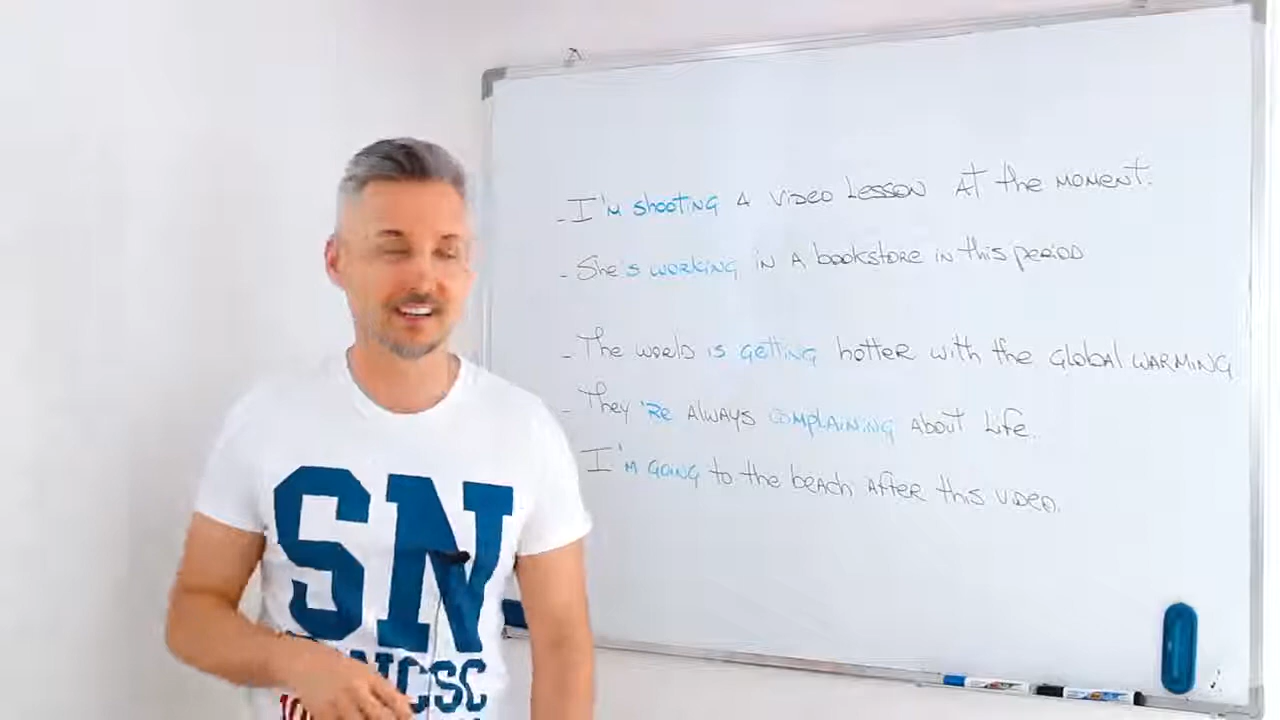 - I'm shooting a video lesson at the moment.
- She's working in a bookstore in this period
- The world is getting hotter with the global warming
- They're always complaining about life.
I'm going to the beach after this video.
SN